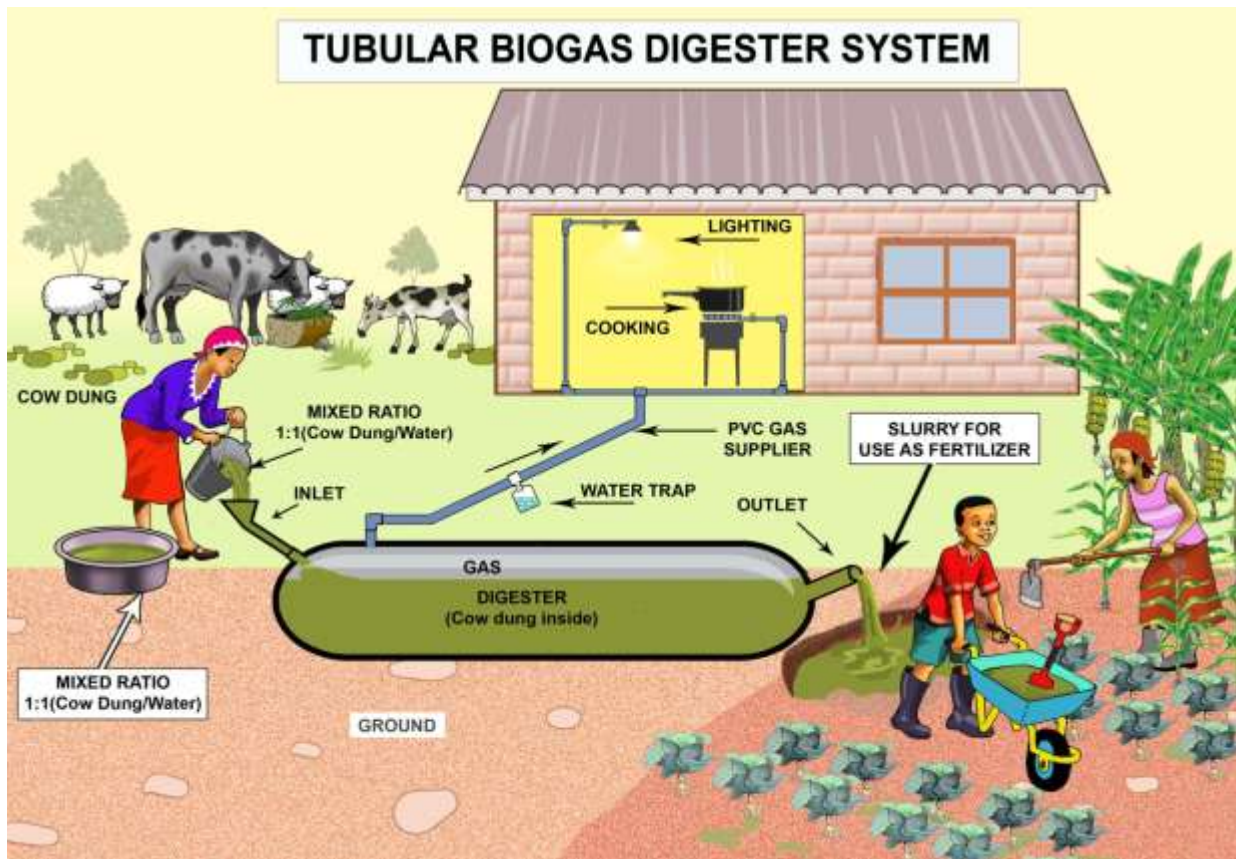 TUBULAR BIOGAS DIGESTER SYSTEM
LIGHTING
COOKING
COW DUNG
MIXED RATIO
1:1(Cow Dung/Water)
PVC GAS
SUPPLIER
SLURRY FOR
USE AS FERTILIZER
INLET
WATER TRAP
OUTLET
GAS
DIGESTER
(Cow dung inside)
MIXED RATIO
1:1(Cow Dung/Water)
GROUND